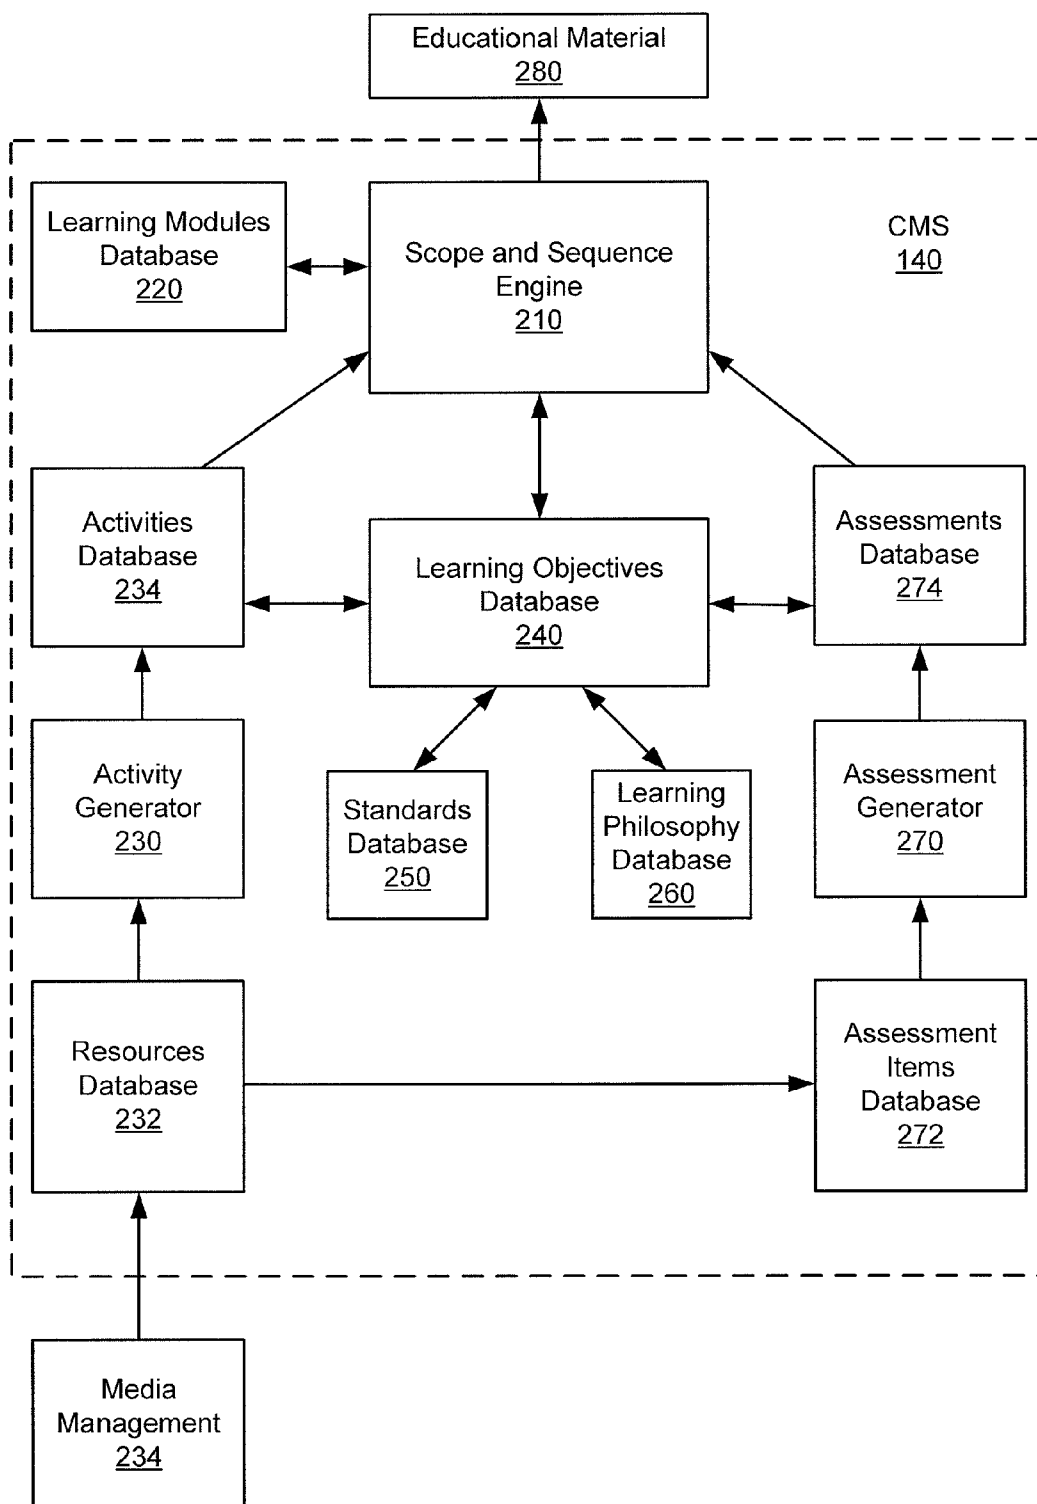 Educational Material
280
Learning Modules
Database
220
Scope and Sequence
Engine
210
CMS
140
Activities
Database
234
Learning Objectives
Database
240
Assessments
Database
274
Activity
Generator
230
Standards
Database
250
Learning
Philosophy
Database
260
Assessment
Generator
270
Resources
Database
232
Assessment
Items
Database
272
Media
Management
234